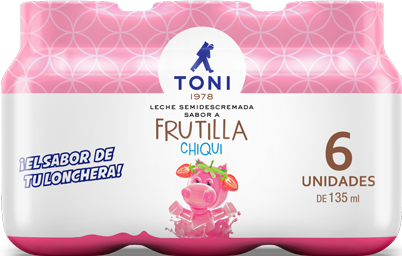 TONI
1978
LECHE SEMIDESCREMADA
SABOR A
FRUTILLA
CHIQUI
¡EL SABOR DE
TU LONCHERA!
6
UNIDADES
DE 135 ml